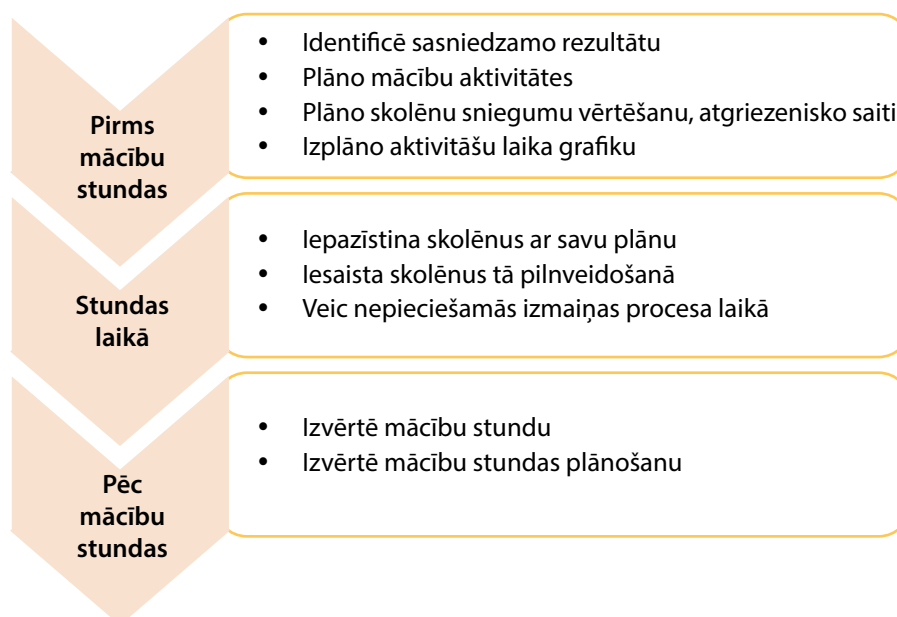 Pirms
mācību
stundas
• Identificē sasniedzamo rezultātu
• Plāno mācību aktivitātes
• Plāno skolēnu sniegumu vērtēšanu, atgriezenisko saiti
• Izplāno aktivitāšu laika grafiku
Stundas
laikā
• Iepazīstina skolēnus ar savu plānu
• Iesaista skolēnus tā pilnveidošanā
• Veic nepieciešamās izmaiņas procesa laikā
Pēc
mācību
stundas
• Izvērtē mācību stundu
• Izvērtē mācību stundas plānošanu